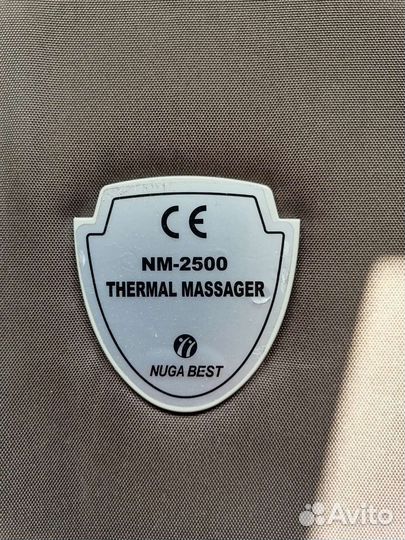 CE
NM-2500
THERMAL MASSAGER
NUGA BEST
Avito